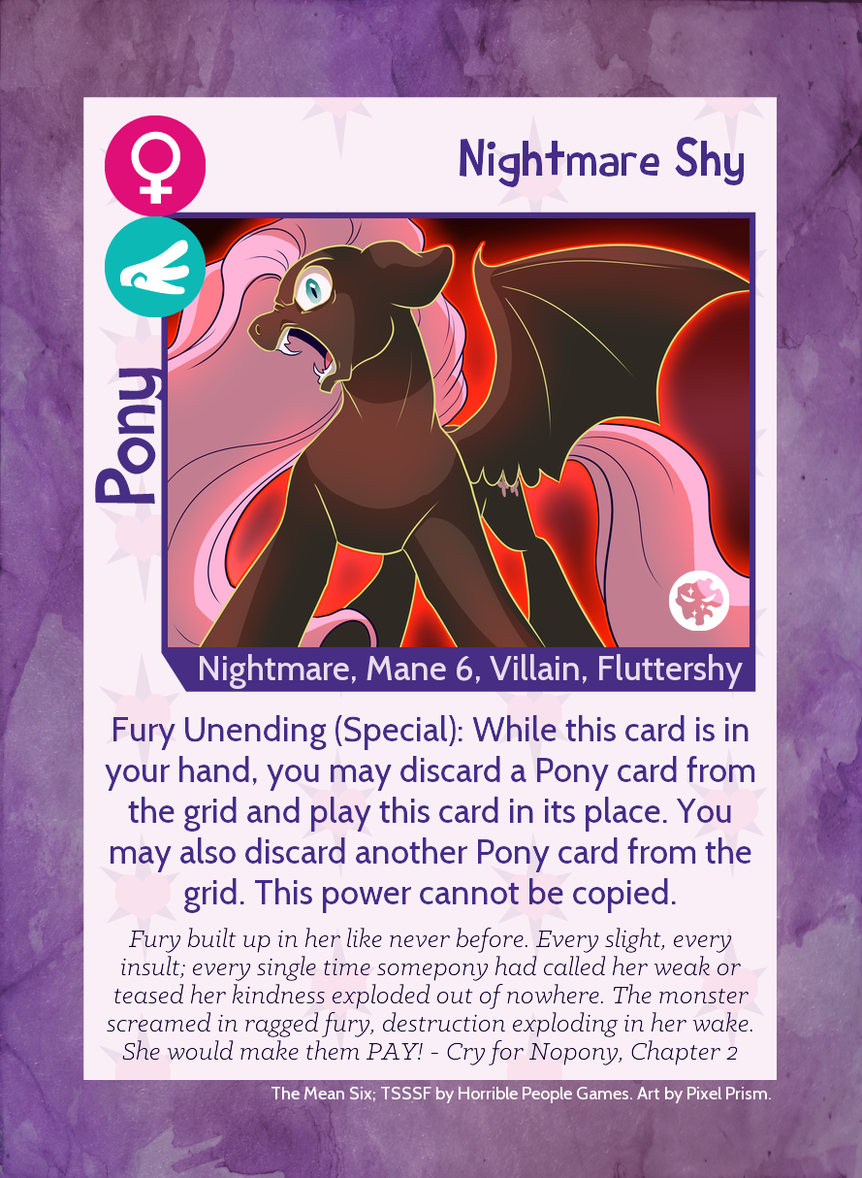 Nightmare Shy
Pony
Nightmare, Mane 6, Villain, Fluttershy
Fury Unending (Special): While this card is in
your hand, you may discard a Pony card from
the grid and play this card in its place. You
may also discard another Pony card from the
grid. This power cannot be copied.
Fury built up in her like never before. Every slight, every
insult; every single time somepony had called her weak or
teased her kindness exploded out of nowhere. The monster
screamed in ragged fury, destruction exploding in her wake.
She would make them PAY! - Cry for Nopony, Chapter 2
The Mean Six; TSSSF by Horrible People Games. Art by Pixel Prism.